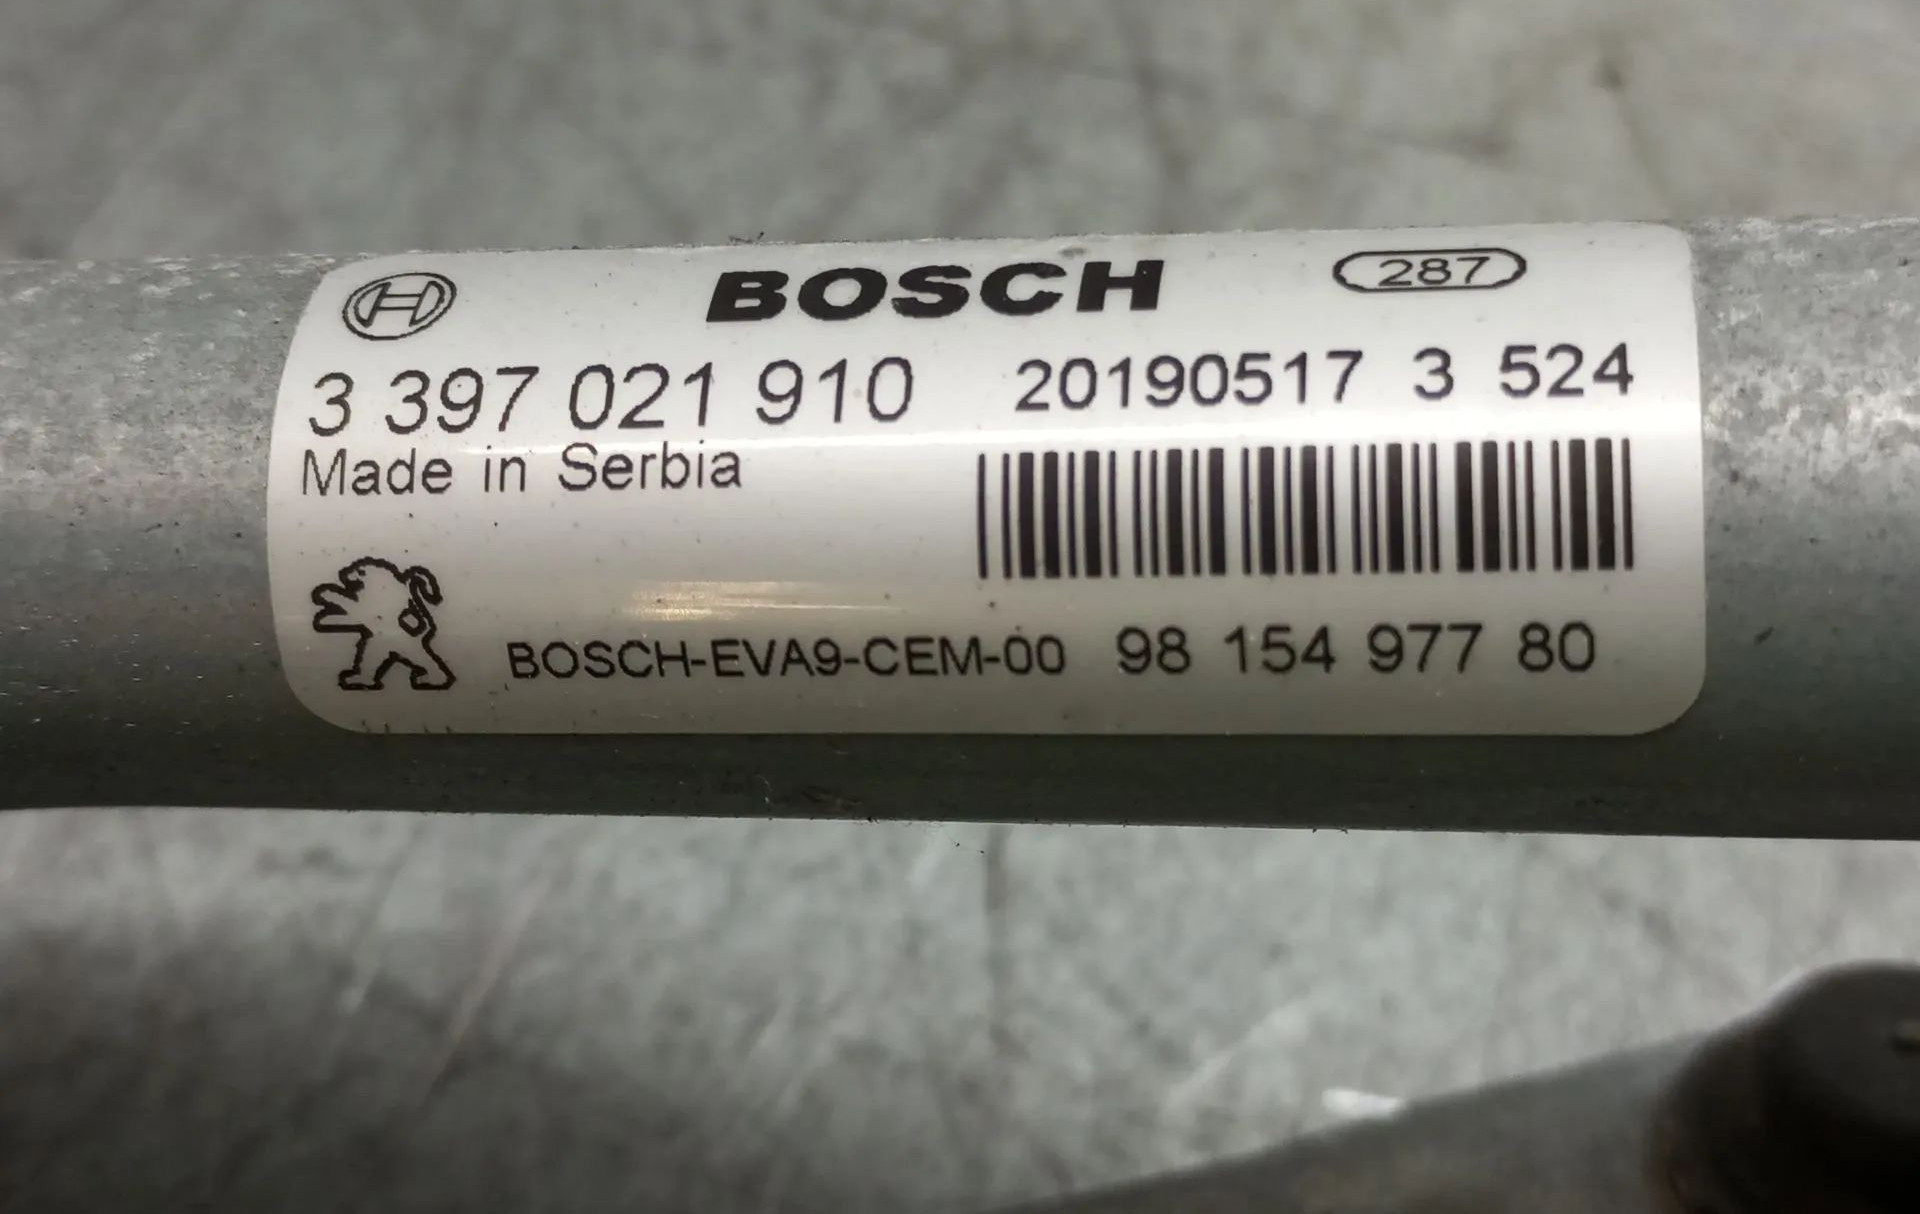 BOSCH 287
3 397 021 910 20190517 3 524
Made in Serbia
BOSCH-EVA9-CEM-00 98 154 977 80